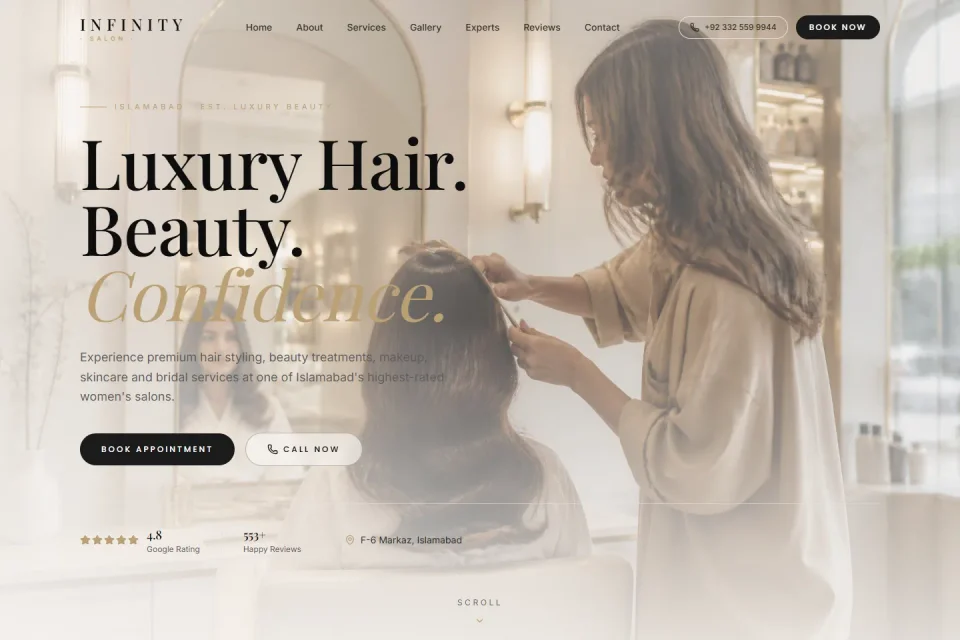 INFINITY
· SALON ·
Home About Services Gallery Experts Reviews Contact
+92 332 559 9944
BOOK NOW
ISLAMABAD · EST. LUXURY BEAUTY
Luxury Hair.
Beauty.
Confidence.
Experience premium hair styling, beauty treatments, makeup,
skincare and bridal services at one of Islamabad's highest-rated
women's salons.
BOOK APPOINTMENT
CALL NOW
4.8
Google Rating
553+
Happy Reviews
F-6 Markaz, Islamabad
SCROLL